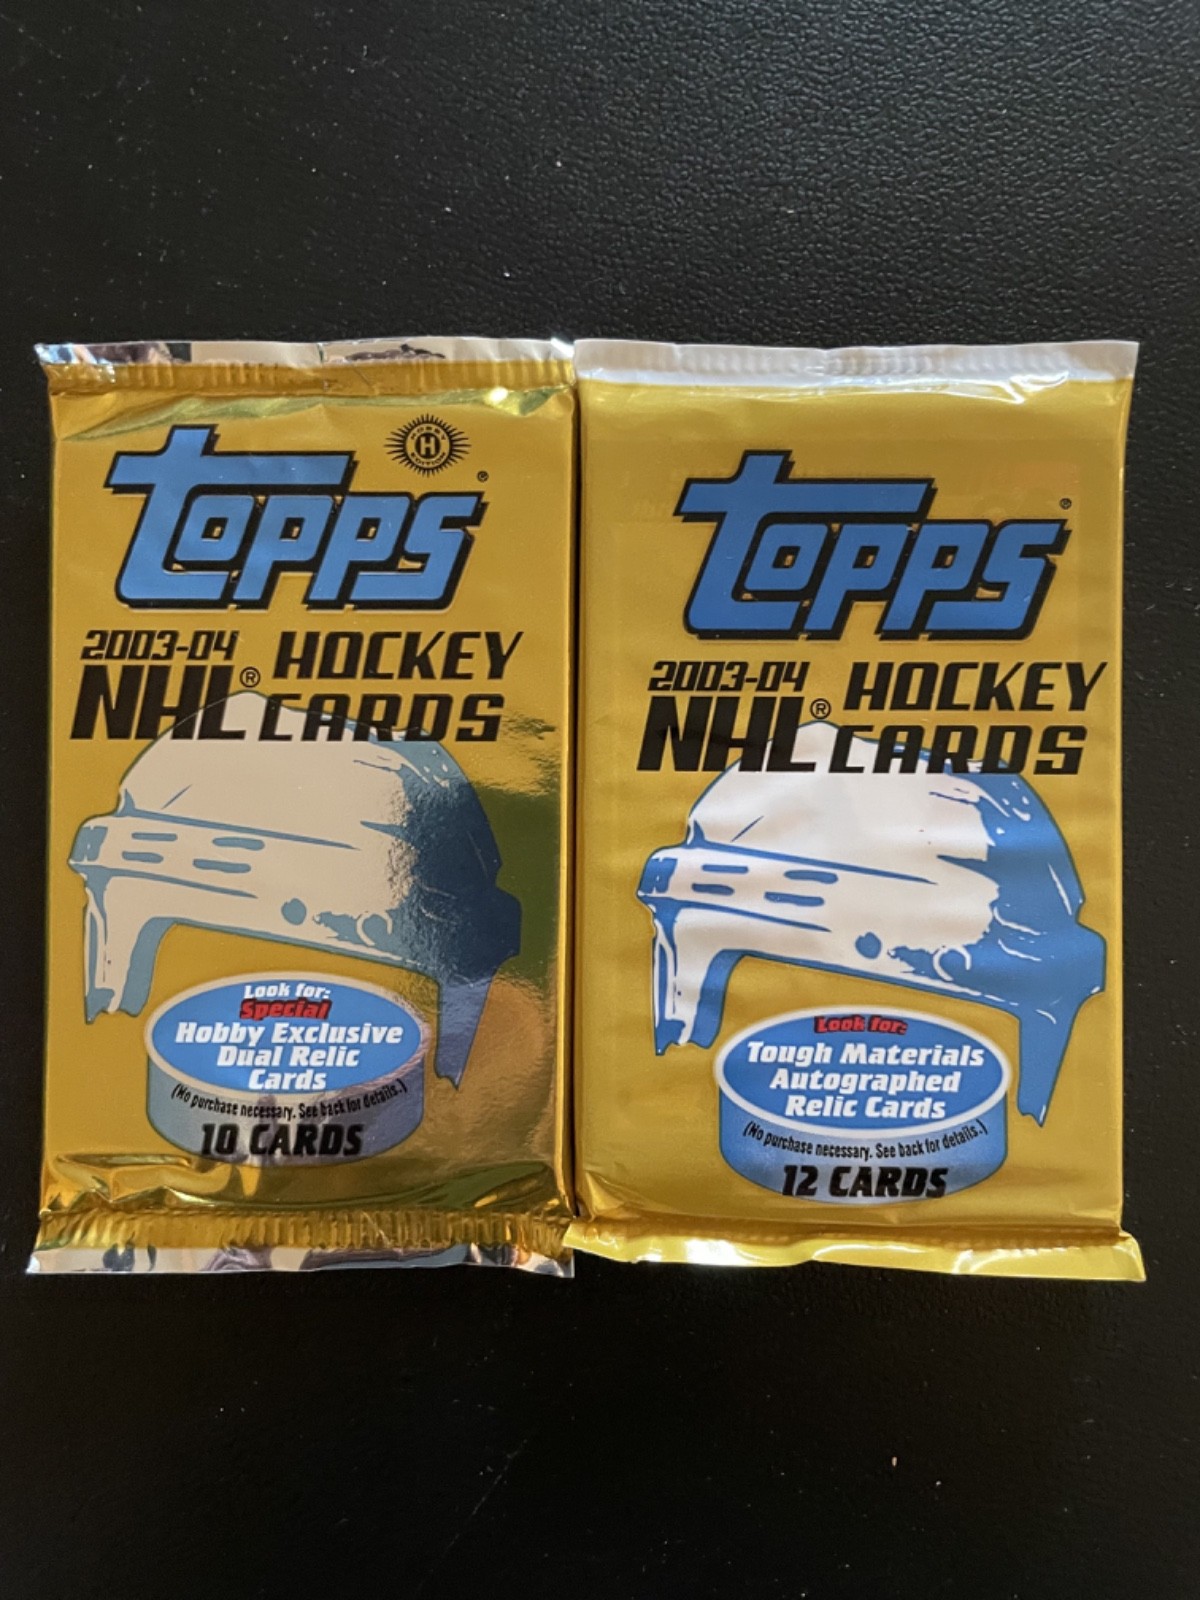 HOBBY
H
EDITION
topps®
2003-04
NHL® HOCKEY
CARDS
Look for:
Special
Hobby Exclusive
Dual Relic
Cards
(No purchase necessary. See back for details.)
10 CARDS
topps®
2003-04
NHL® HOCKEY
CARDS
Look for:
Tough Materials
Autographed
Relic Cards
(No purchase necessary. See back for details.)
12 CARDS